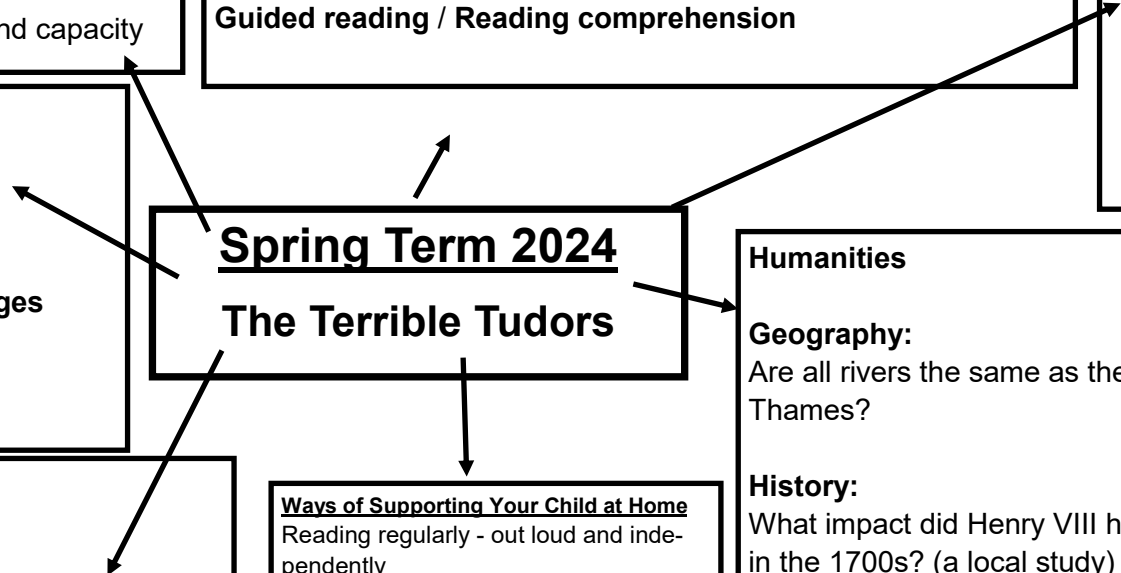 nd capacity
Guided reading / Reading comprehension
ges
Spring Term 2024
The Terrible Tudors
Humanities
Geography:
Are all rivers the same as the
Thames?
History:
What impact did Henry VIII h
in the 1700s? (a local study)
Ways of Supporting Your Child at Home
Reading regularly - out loud and inde-
pendently